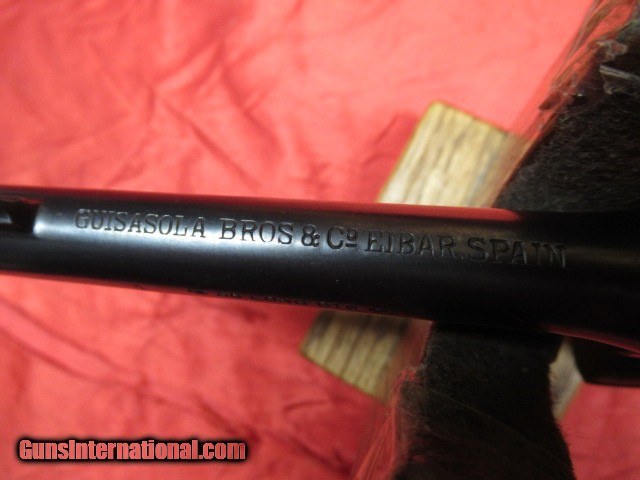 GUISASOLA BROS & Cº EIBAR. SPAIN
GunsInternational.com